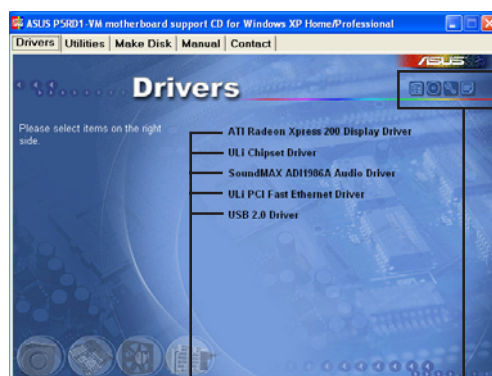 ASUS P5RD1-VM motherboard support CD for Windows XP Home/Professional
Drivers Utilities Make Disk Manual Contact
ASUS
Drivers
Please select items on the right
side.
ATI Radeon Xpress 200 Display Driver
ULi Chipset Driver
SoundMAX ADI1986A Audio Driver
ULi PCI Fast Ethernet Driver
USB 2.0 Driver